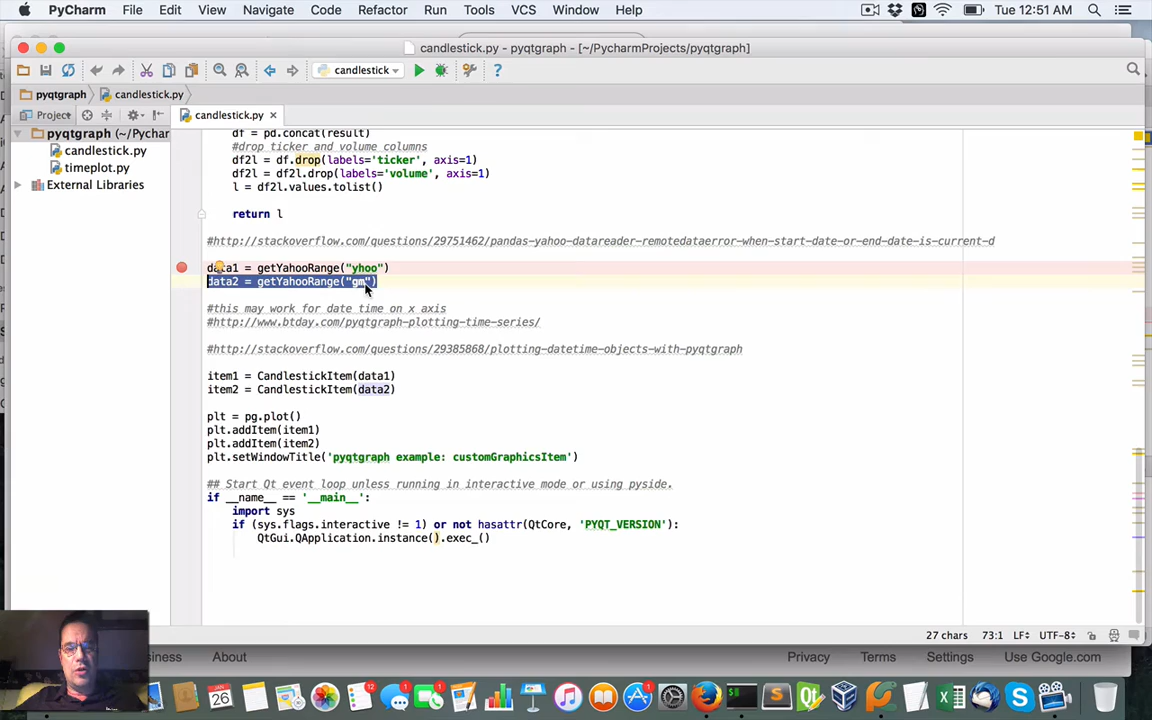 PyCharm File Edit View Navigate Code Refactor Run Tools VCS Window Help Tue 12:51 AM
candlestick.py - pyqtgraph - [~/PycharmProjects/pyqtgraph]
candlestick
pyqtgraph candlestick.py
Project candlestick.py
pyqtgraph (~/Pychar
candlestick.py
timeplot.py
External Libraries
df = pd.concat(result)
#drop ticker and volume columns
df2l = df.drop(labels='ticker', axis=1)
df2l = df2l.drop(labels='volume', axis=1)
l = df2l.values.tolist()
return l
#http://stackoverflow.com/questions/29751462/pandas-yahoo-datareader-remotedataerror-when-start-date-or-end-date-is-current-d
data1 = getYahooRange("yhoo")
data2 = getYahooRange("gm")
#this may work for date time on x axis
#http://www.btday.com/pyqtgraph-plotting-time-series/
#http://stackoverflow.com/questions/29385868/plotting-datetime-objects-with-pyqtgraph
item1 = CandlestickItem(data1)
item2 = CandlestickItem(data2)
plt = pg.plot()
plt.addItem(item1)
plt.addItem(item2)
plt.setWindowTitle('pyqtgraph example: customGraphicsItem')
## Start Qt event loop unless running in interactive mode or using pyside.
if __name__ == '__main__':
import sys
if (sys.flags.interactive != 1) or not hasattr(QtCore, 'PYQT_VERSION'):
QtGui.QApplication.instance().exec_()
27 chars 73:1 LF UTF-8
siness About Privacy Terms Settings Use Google.com
JAN
26
12